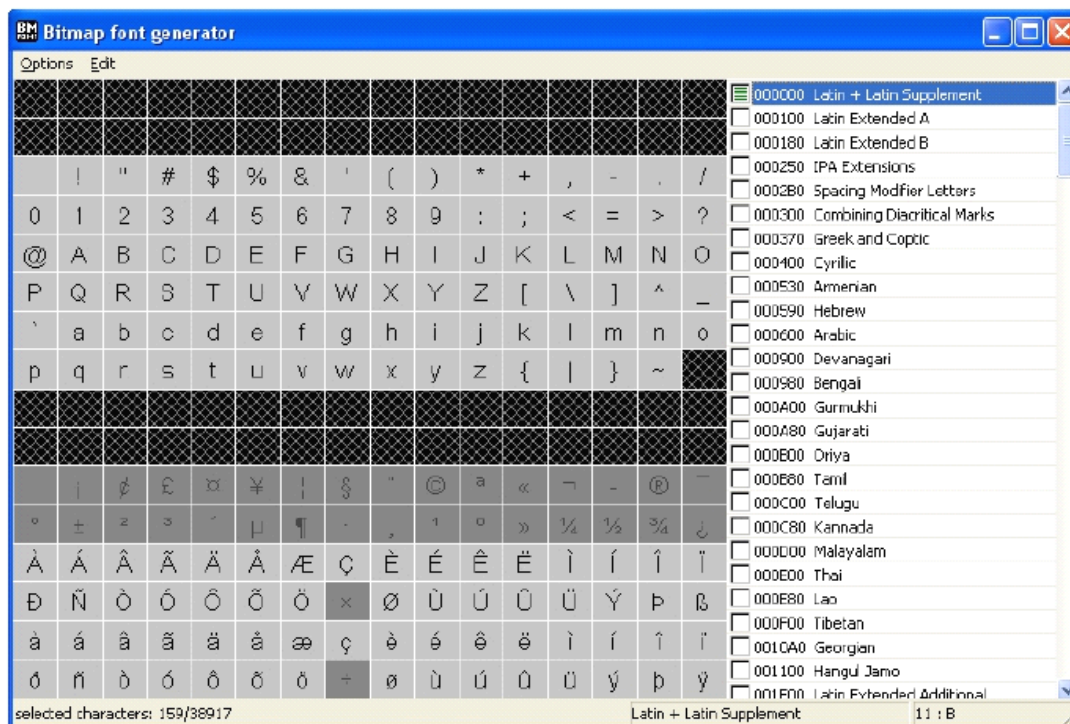 BM FONT Bitmap font generator
Options Edit
! " # $ % & ' ( ) * + , - . /
0 1 2 3 4 5 6 7 8 9 : ; < = > ?
@ A B C D E F G H I J K L M N O
P Q R S T U V W X Y Z [ \ ] ^ _
` a b c d e f g h i j k l m n o
p q r s t u v w x y z { | } ~
¡ ¢ £ ¤ ¥ ¦ § ¨ © ª « ¬ - ® ¯
° ± ² ³ ´ µ ¶ · ¸ ¹ º » ¼ ½ ¾ ¿
À Á Â Ã Ä Å Æ Ç È É Ê Ë Ì Í Î Ï
Ð Ñ Ò Ó Ô Õ Ö × Ø Ù Ú Û Ü Ý Þ ß
à á â ã ä å æ ç è é ê ë ì í î ï
ð ñ ò ó ô õ ö ÷ ø ù ú û ü ý þ ÿ
000000 Latin + Latin Supplement
000100 Latin Extended A
000180 Latin Extended B
000250 IPA Extensions
0002B0 Spacing Modifier Letters
000300 Combining Diacritical Marks
000370 Greek and Coptic
000400 Cyrillic
000530 Armenian
000590 Hebrew
000600 Arabic
000900 Devanagari
000980 Bengali
000A00 Gurmukhi
000A80 Gujarati
000B00 Oriya
000B80 Tamil
000C00 Telugu
000C80 Kannada
000D00 Malayalam
000E00 Thai
000E80 Lao
000F00 Tibetan
0010A0 Georgian
001100 Hangul Jamo
001E00 Latin Extended Additional
selected characters: 159/38917
Latin + Latin Supplement
11 : B